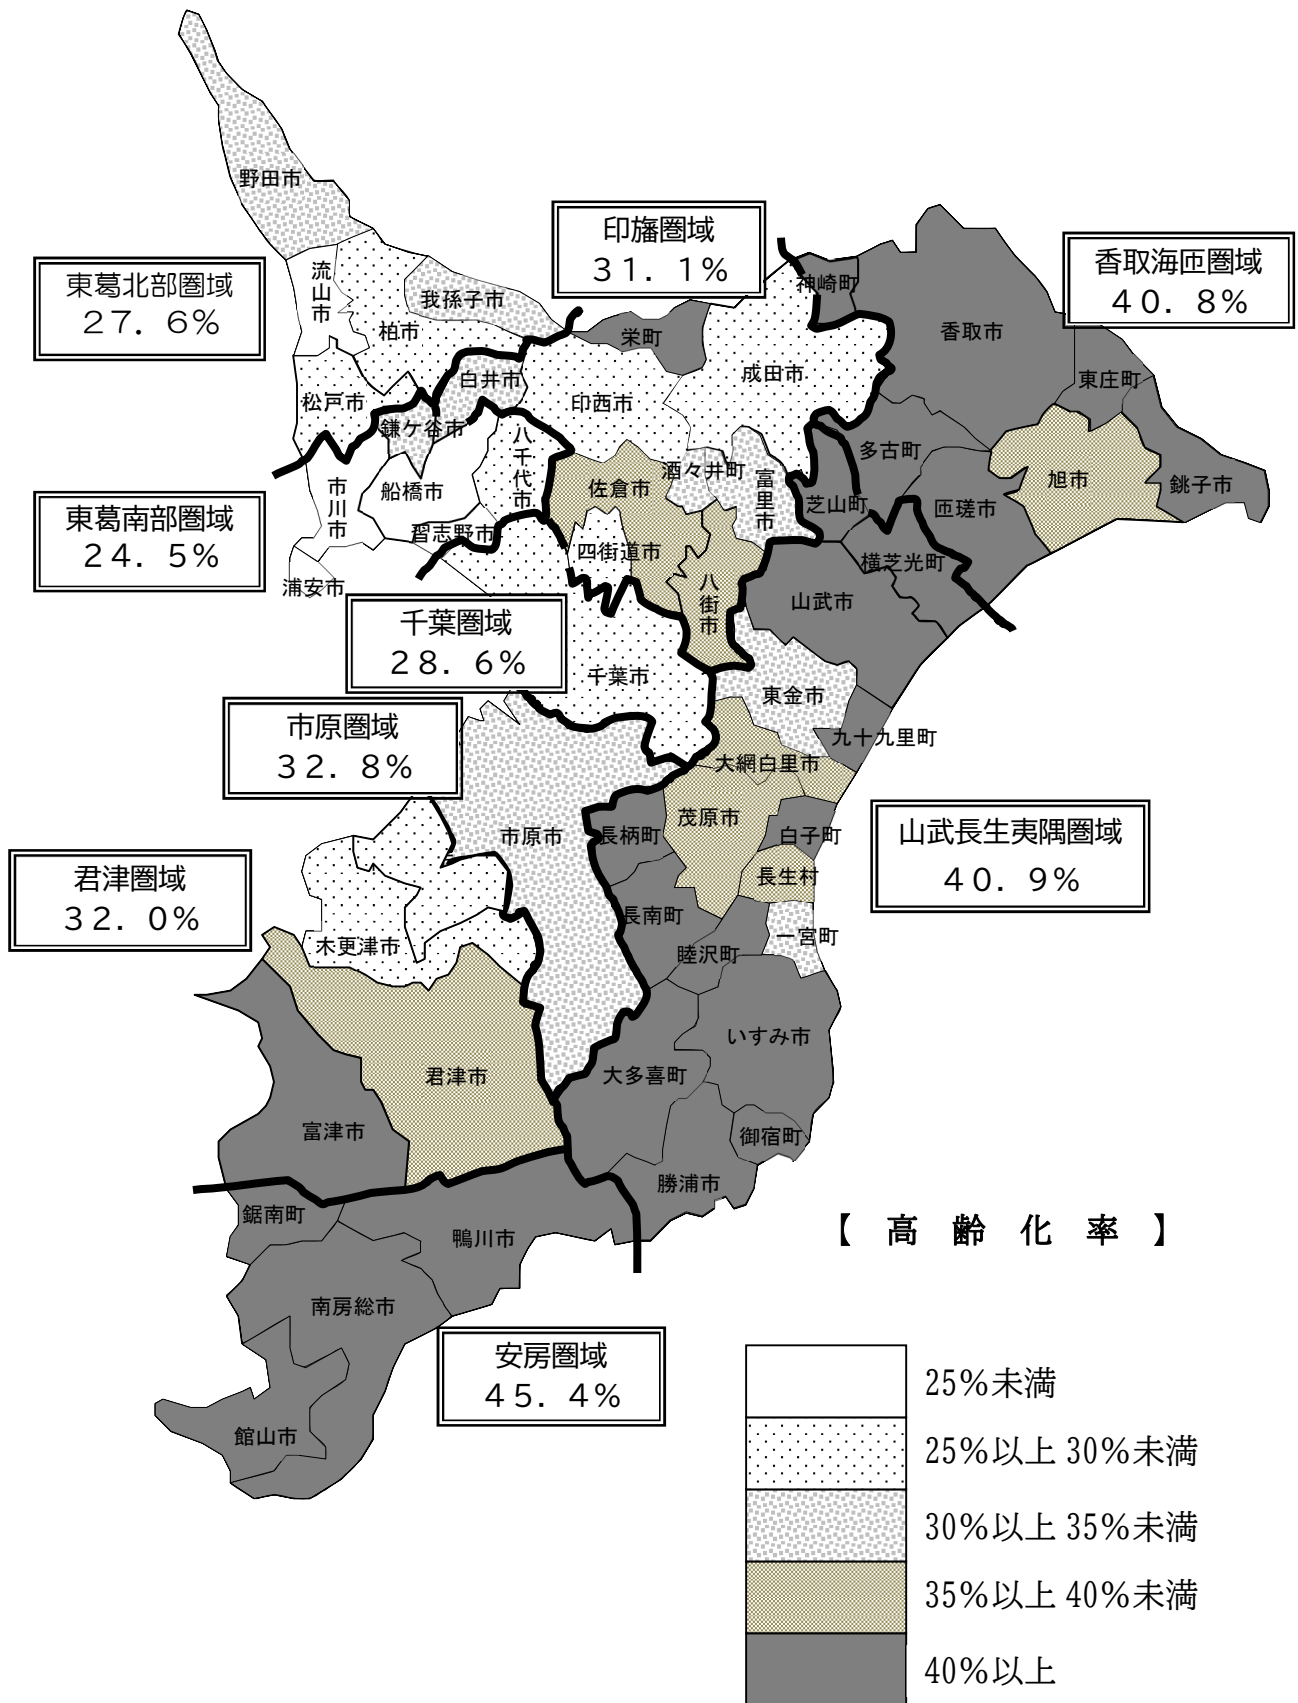 野田市
印旛圏域
31.1%
香取海匝圏域
40.8%
東葛北部圏域
27.6%
流山市
我孫子市
柏市
神崎町
栄町
香取市
成田市
白井市
東庄町
松戸市
印西市
鎌ケ谷市
八千代市
多古町
酒々井町
旭市
銚子市
市川市
船橋市
佐倉市
富里市
芝山町
匝瑳市
東葛南部圏域
24.5%
習志野市
四街道市
横芝光町
浦安市
八街市
山武市
千葉圏域
28.6%
千葉市
東金市
市原圏域
32.8%
九十九里町
大網白里市
茂原市
市原市
長柄町
白子町
山武長生夷隅圏域
40.9%
君津圏域
32.0%
長生村
長南町
一宮町
木更津市
睦沢町
いすみ市
君津市
大多喜町
富津市
御宿町
勝浦市
鋸南町
鴨川市
【 高 齢 化 率 】
南房総市
安房圏域
45.4%
館山市
25%未満
25%以上 30%未満
30%以上 35%未満
35%以上 40%未満
40%以上